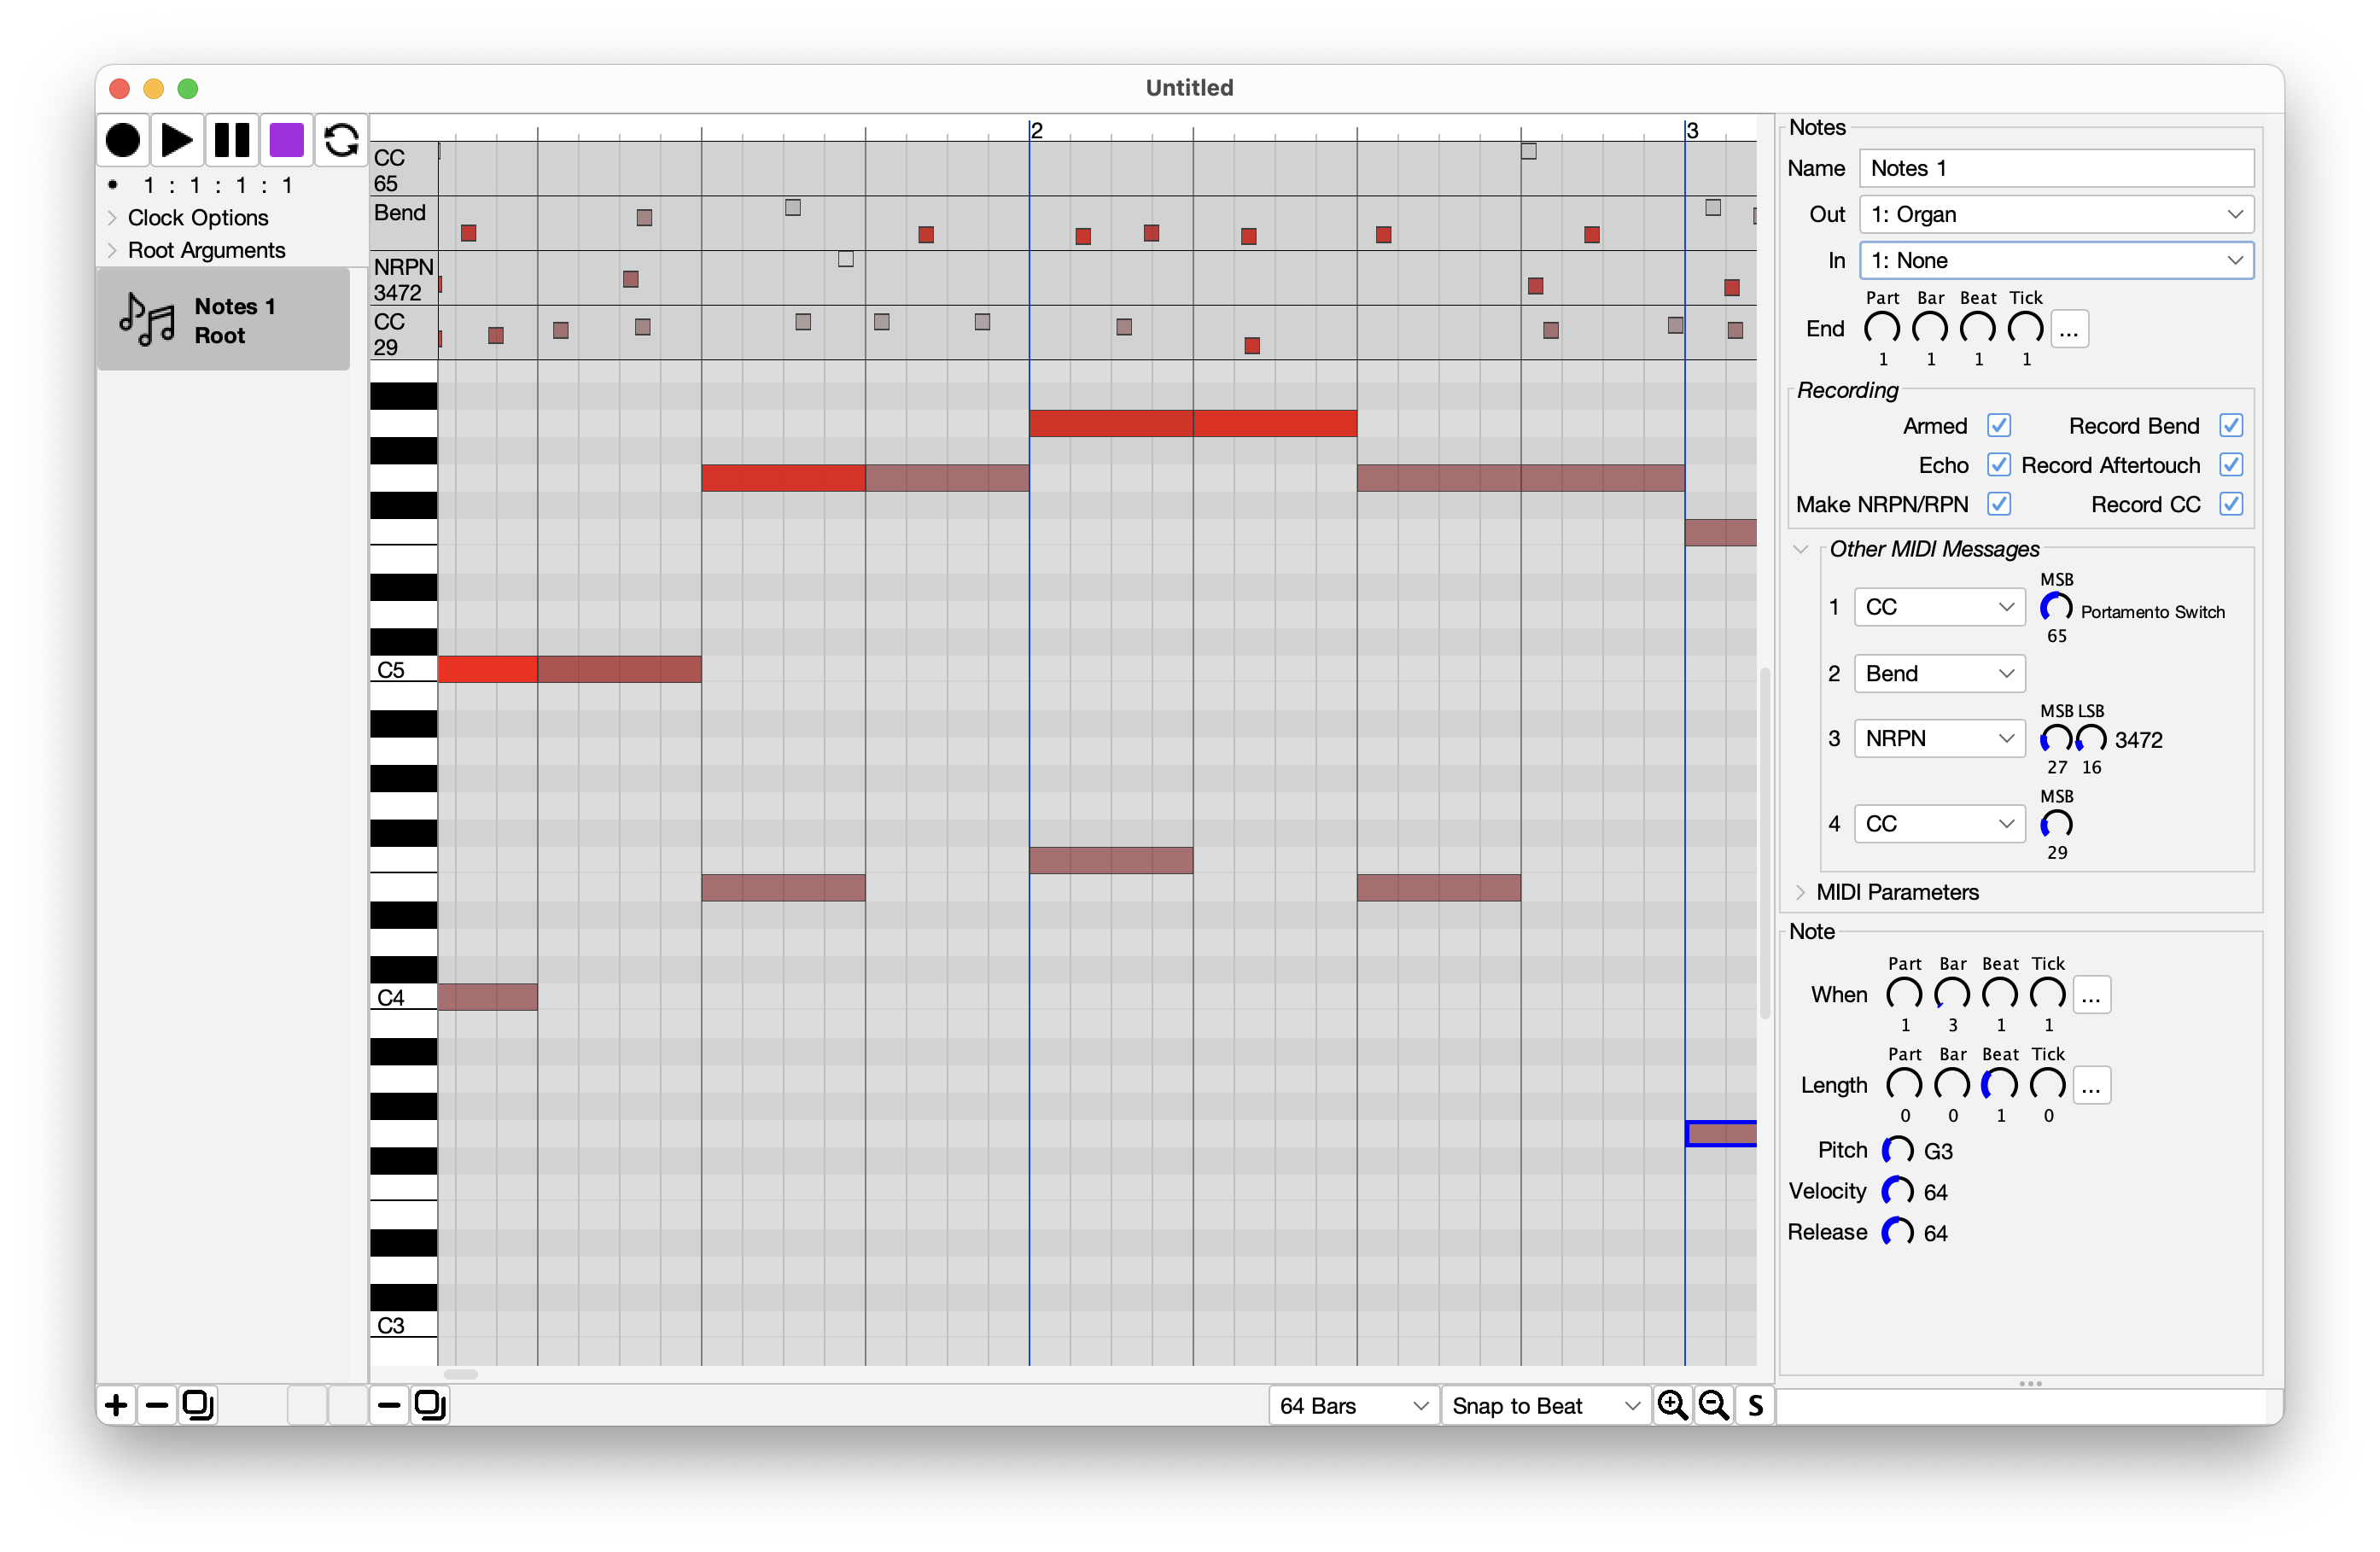 Untitled
1 : 1 : 1 : 1
Clock Options
Root Arguments
Notes 1
Root
2
3
CC
65
Bend
NRPN
3472
CC
29
C5
C4
C3
64 Bars
Snap to Beat
S
Notes
Name Notes 1
Out 1: Organ
In 1: None
Part Bar Beat Tick
End ...
1 1 1 1
Recording
Armed Record Bend
Echo Record Aftertouch
Make NRPN/RPN Record CC
Other MIDI Messages
MSB
1 CC Portamento Switch
65
2 Bend
MSB LSB
3 NRPN 3472
27 16
MSB
4 CC
29
MIDI Parameters
Note
Part Bar Beat Tick
When ...
1 3 1 1
Part Bar Beat Tick
Length ...
0 0 1 0
Pitch G3
Velocity 64
Release 64